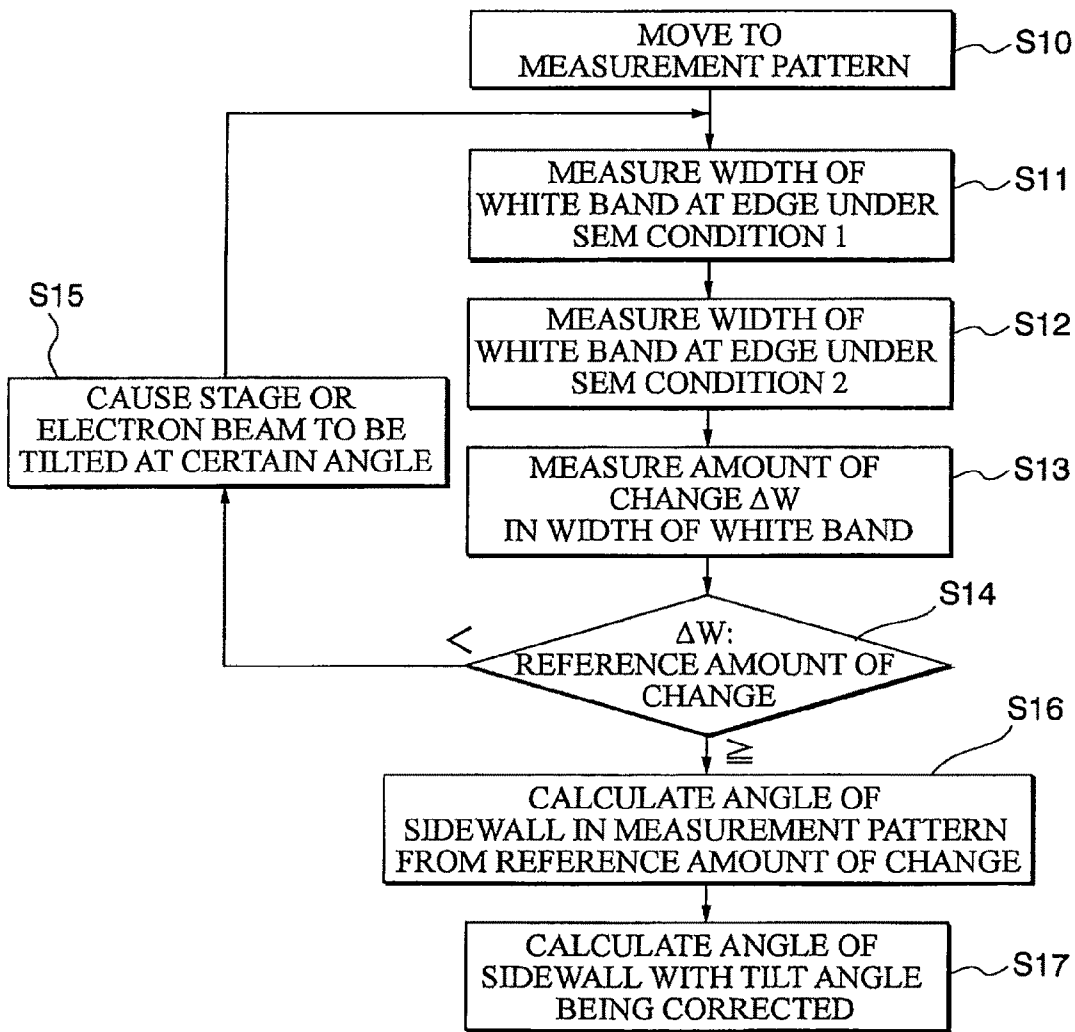 MOVE TO
MEASUREMENT PATTERN
S10
MEASURE WIDTH OF
WHITE BAND AT EDGE UNDER
SEM CONDITION 1
S11
MEASURE WIDTH OF
WHITE BAND AT EDGE UNDER
SEM CONDITION 2
S12
S15
CAUSE STAGE OR
ELECTRON BEAM TO BE
TILTED AT CERTAIN ANGLE
MEASURE AMOUNT OF
CHANGE ΔW
IN WIDTH OF WHITE BAND
S13
S14
<
ΔW:
REFERENCE AMOUNT OF
CHANGE
≧
S16
CALCULATE ANGLE OF
SIDEWALL IN MEASUREMENT PATTERN
FROM REFERENCE AMOUNT OF CHANGE
CALCULATE ANGLE OF
SIDEWALL WITH TILT ANGLE
BEING CORRECTED
S17